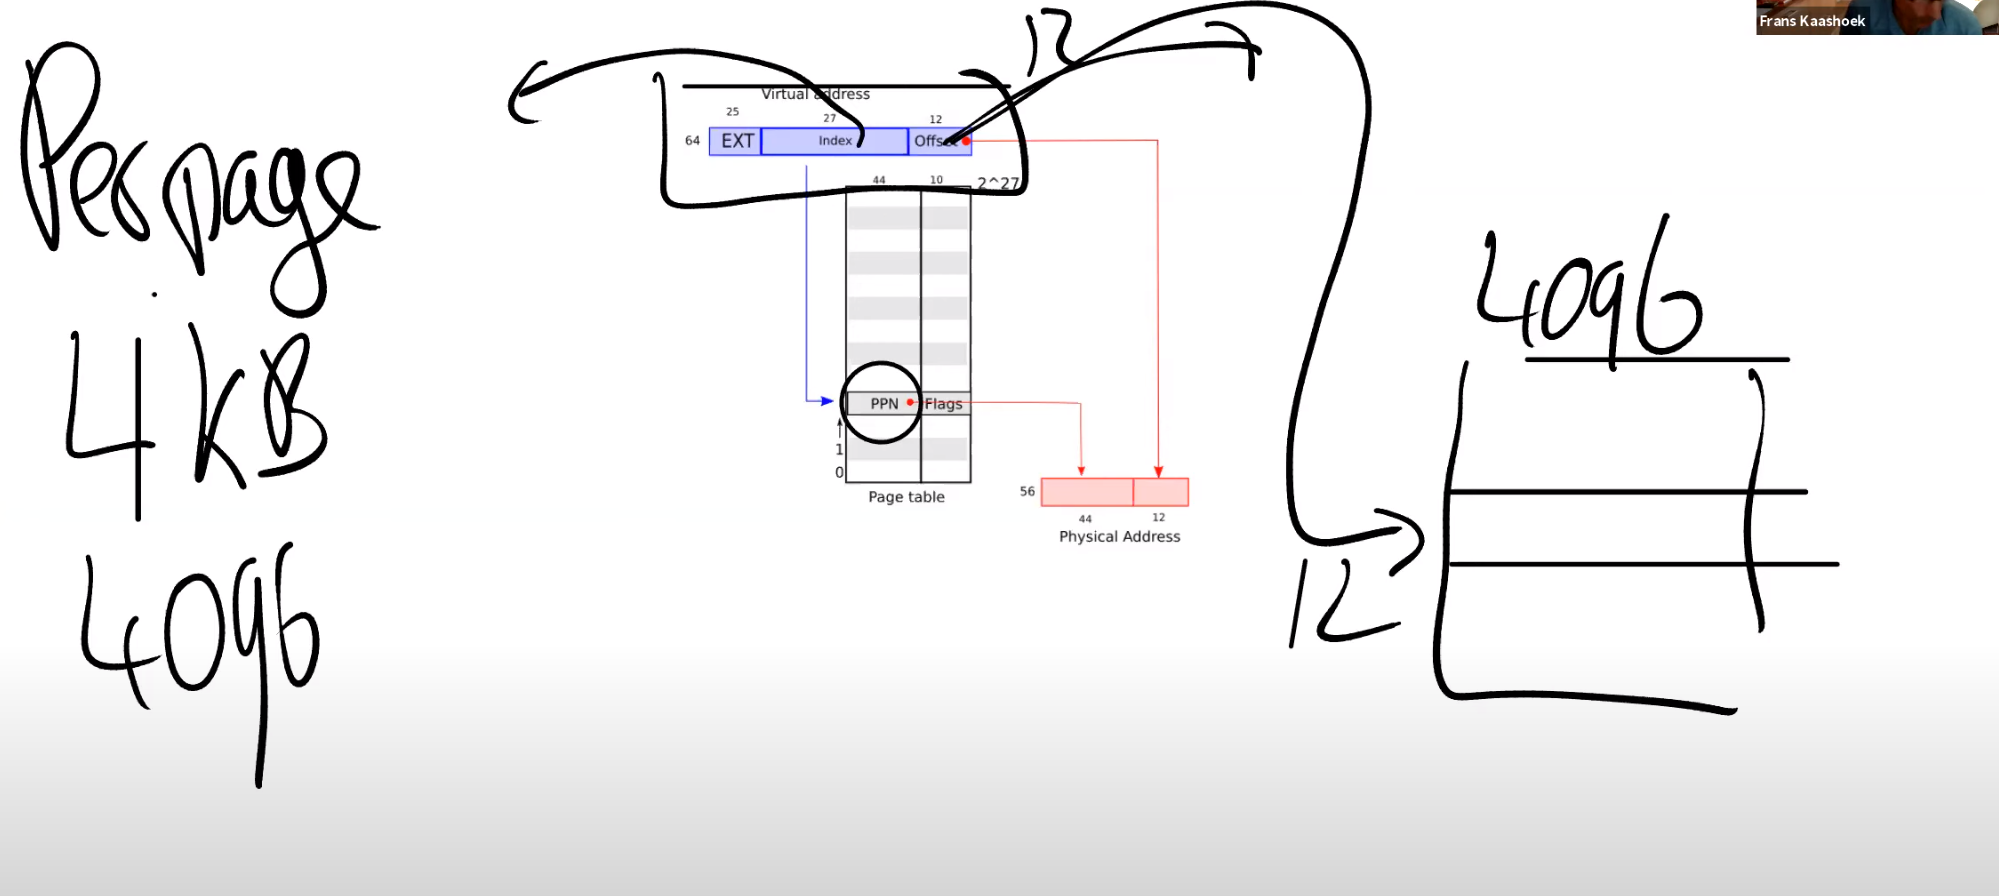 Frans Kaashoek
12
Virtual address
25 27 12
64 EXT Index Offset
44 10 2^27
Per page
4096
4 KB
PPN Flags
1
0
Page table
56
44 12
Physical Address
4096
12